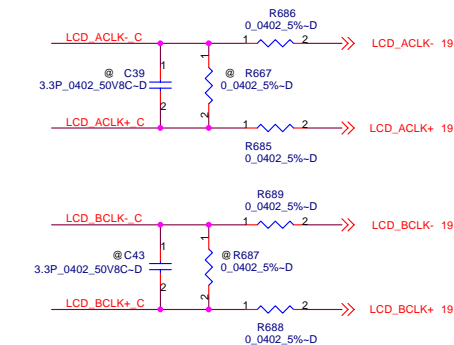 R686
0_0402_5%~D
LCD_ACLK-_C 1 2 LCD_ACLK- 19
1 1
@ C39 @ R667
3.3P_0402_50V8C~D 0_0402_5%~D
2 2
LCD_ACLK+_C 1 2 LCD_ACLK+ 19
R685
0_0402_5%~D
R689
0_0402_5%~D
LCD_BCLK-_C 1 2 LCD_BCLK- 19
1 1
@C43 @R687
3.3P_0402_50V8C~D 0_0402_5%~D
2 2
LCD_BCLK+_C 1 2 LCD_BCLK+ 19
R688
0_0402_5%~D